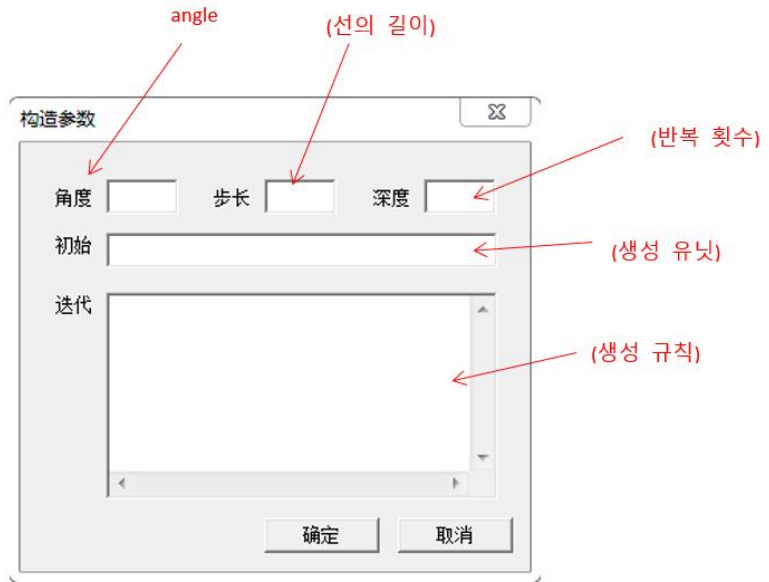 angle
(선의 길이)
构造参数
(반복 횟수)
角度
步长
深度
初始
(생성 유닛)
迭代
(생성 규칙)
确定
取消